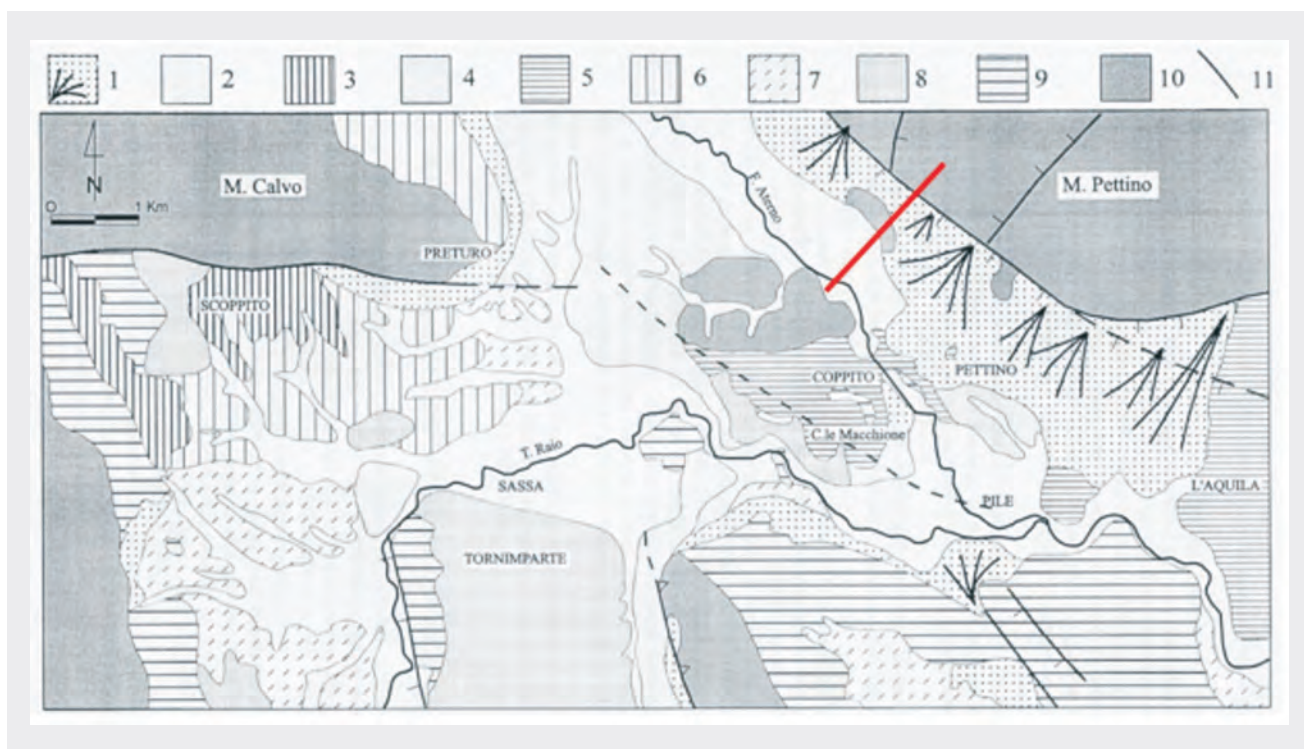 1 2 3 4 5 6 7 8 9 10 11
M. Calvo
M. Pettino
N
0 1 Km
F. Aterno
PRETURO
SCOPPITO
COPPITO
PETTINO
C.le Macchione
T. Raio
SASSA
PILE
L'AQUILA
TORNIMPARTE